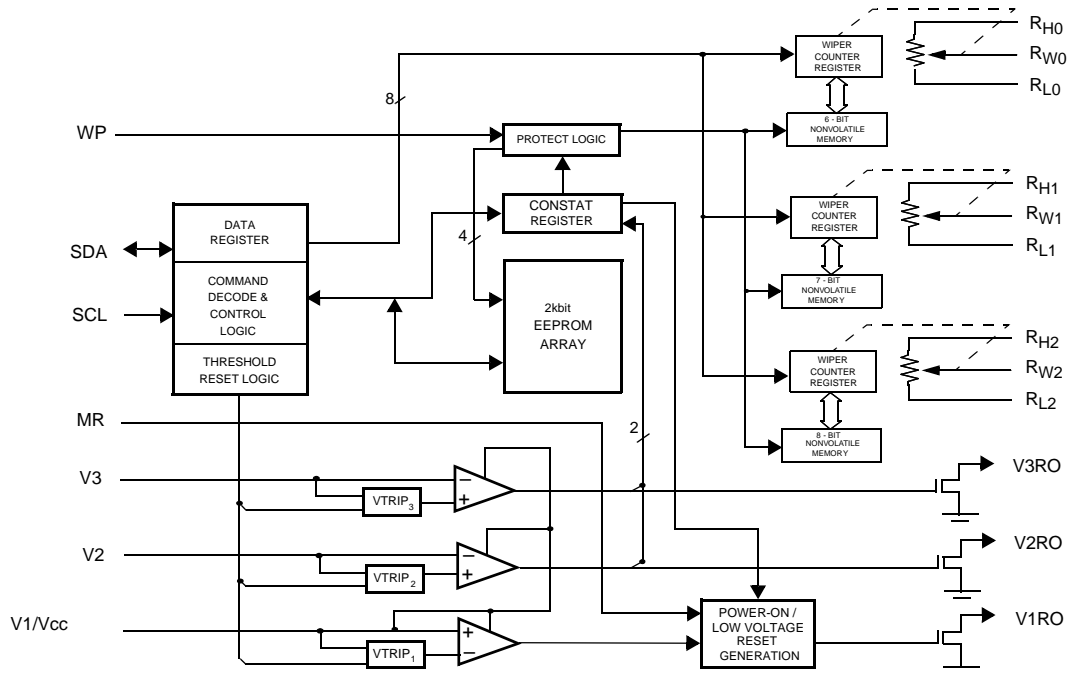 WIPER
COUNTER
REGISTER
RH0
RW0
RL0
8
6 - BIT
NONVOLATILE
MEMORY
WP
PROTECT LOGIC
CONSTAT
REGISTER
WIPER
COUNTER
REGISTER
RH1
RW1
RL1
DATA
REGISTER
4
SDA
COMMAND
DECODE &
CONTROL
LOGIC
7 - BIT
NONVOLATILE
MEMORY
SCL
2kbit
EEPROM
ARRAY
THRESHOLD
RESET LOGIC
WIPER
COUNTER
REGISTER
RH2
RW2
RL2
MR
2
8 - BIT
NONVOLATILE
MEMORY
V3
–
+
VTRIP3
V3RO
V2
–
+
VTRIP2
V2RO
V1/Vcc
+
–
VTRIP1
POWER-ON /
LOW VOLTAGE
RESET
GENERATION
V1RO